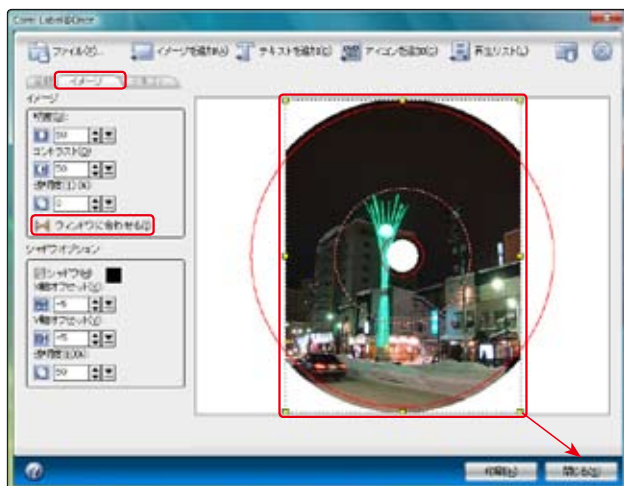 Corel Label@Once
ファイル(F)... イメージを追加(A) テキストを追加(D) アイコンを追加(C) 再生リスト(L)
イメージ
イメージ
明度(B):
50
コントラスト(O)
50
透明度(I)(%)
0
ウィンドウに合わせる(I)
シャドウオプション
シャドウ(W)
X軸オフセット(X)
-5
Y軸オフセット(Y)
-5
透明度(E)(%)
50
印刷(P) 閉じる(S)